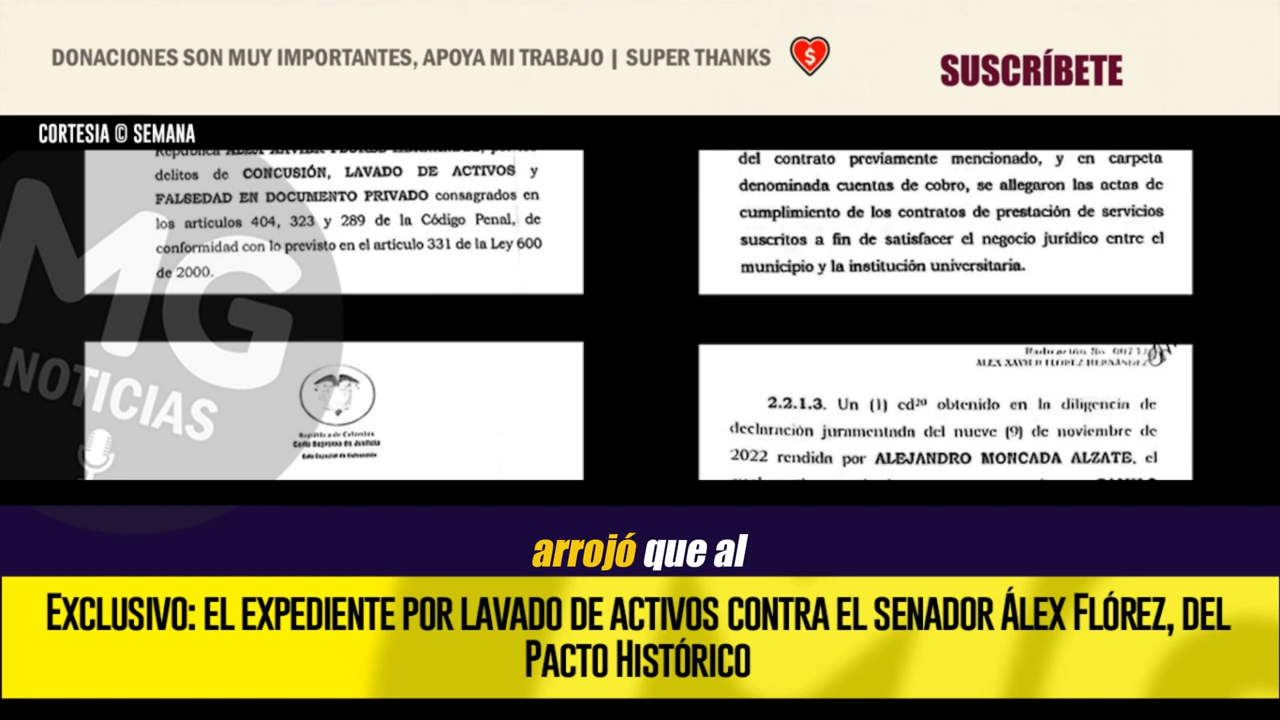 DONACIONES SON MUY IMPORTANTES, APOYA MI TRABAJO | SUPER THANKS
SUSCRÍBETE
CORTESIA © SEMANA
República
delitos de CONCUSIÓN, LAVADO DE ACTIVOS y
FALSEDAD EN DOCUMENTO PRIVADO consagrados en
los artículos 404, 323 y 289 de la Código Penal, de
conformidad con lo previsto en el artículo 331 de la Ley 600
de 2000.
del contrato previamente mencionado, y en carpeta
denominada cuentas de cobro, se allegaron las actas de
cumplimiento de los contratos de prestación de servicios
suscritos a fin de satisfacer el negocio jurídico entre el
municipio y la institución universitaria.
MG
NOTICIAS
República de Colombia
Corte Suprema de Justicia
Radicación No.
ALEX XAVIER FLOREZ HERNÁNDEZ
2.2.1.3. Un (1) cd²⁰ obtenido en la diligencia de
declaración juramentada del nueve (9) de noviembre de
2022 rendida por ALEJANDRO MONCADA ALZATE, el
arrojó que al
EXCLUSIVO: EL EXPEDIENTE POR LAVADO DE ACTIVOS CONTRA EL SENADOR ÁLEX FLÓREZ, DEL
PACTO HISTÓRICO